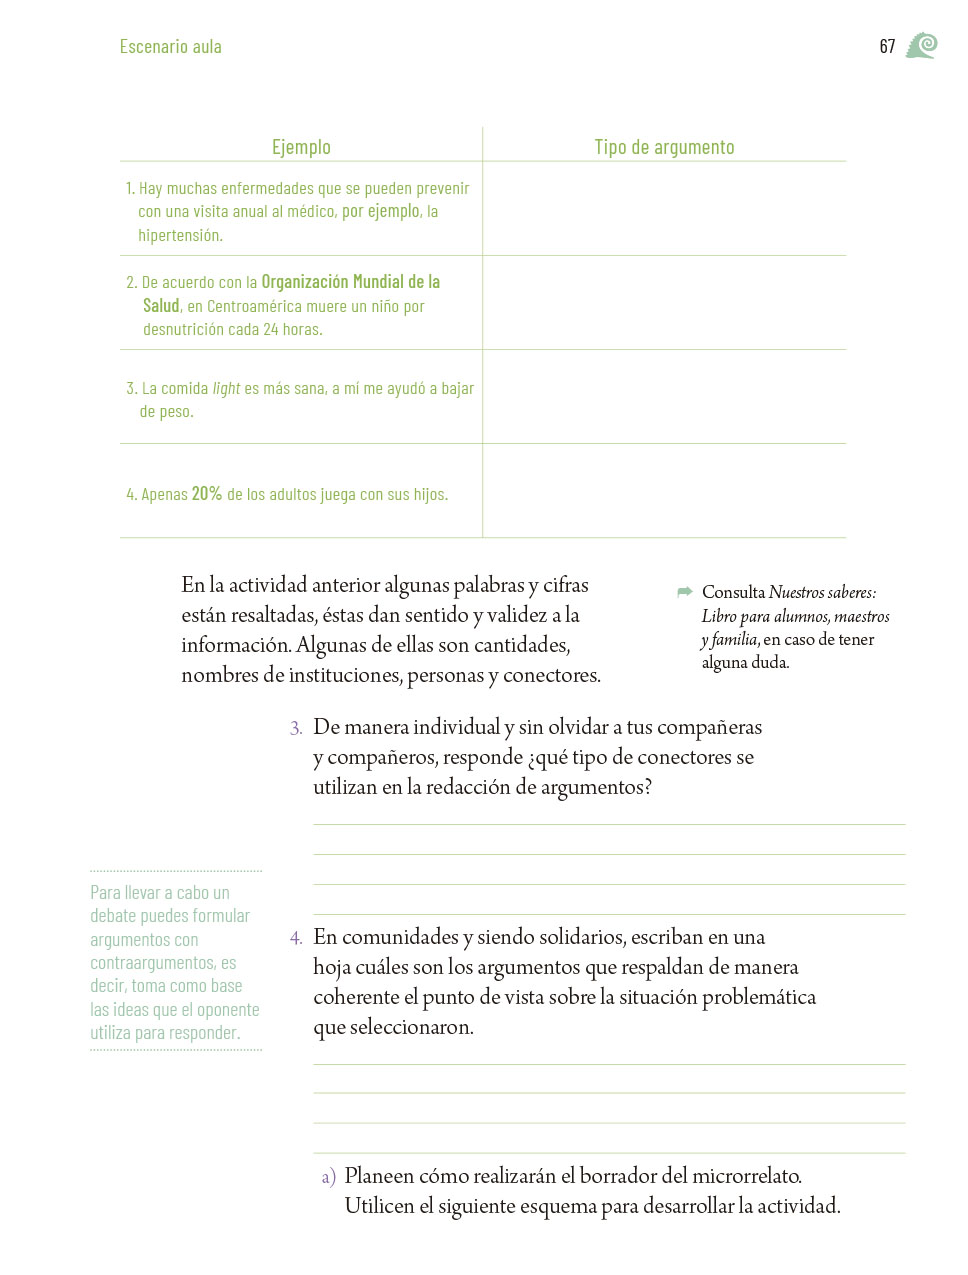 Escenario aula
67
Ejemplo
Tipo de argumento
1. Hay muchas enfermedades que se pueden prevenir
con una visita anual al médico, por ejemplo, la
hipertensión.
2. De acuerdo con la Organización Mundial de la
Salud, en Centroamérica muere un niño por
desnutrición cada 24 horas.
3. La comida light es más sana, a mí me ayudó a bajar
de peso.
4. Apenas 20% de los adultos juega con sus hijos.
En la actividad anterior algunas palabras y cifras
están resaltadas, éstas dan sentido y validez a la
información. Algunas de ellas son cantidades,
nombres de instituciones, personas y conectores.
Consulta Nuestros saberes:
Libro para alumnos, maestros
y familia, en caso de tener
alguna duda.
3. De manera individual y sin olvidar a tus compañeras
y compañeros, responde ¿qué tipo de conectores se
utilizan en la redacción de argumentos?
Para llevar a cabo un
debate puedes formular
argumentos con
contraargumentos, es
decir, toma como base
las ideas que el oponente
utiliza para responder.
4. En comunidades y siendo solidarios, escriban en una
hoja cuáles son los argumentos que respaldan de manera
coherente el punto de vista sobre la situación problemática
que seleccionaron.
a) Planeen cómo realizarán el borrador del microrrelato.
Utilicen el siguiente esquema para desarrollar la actividad.